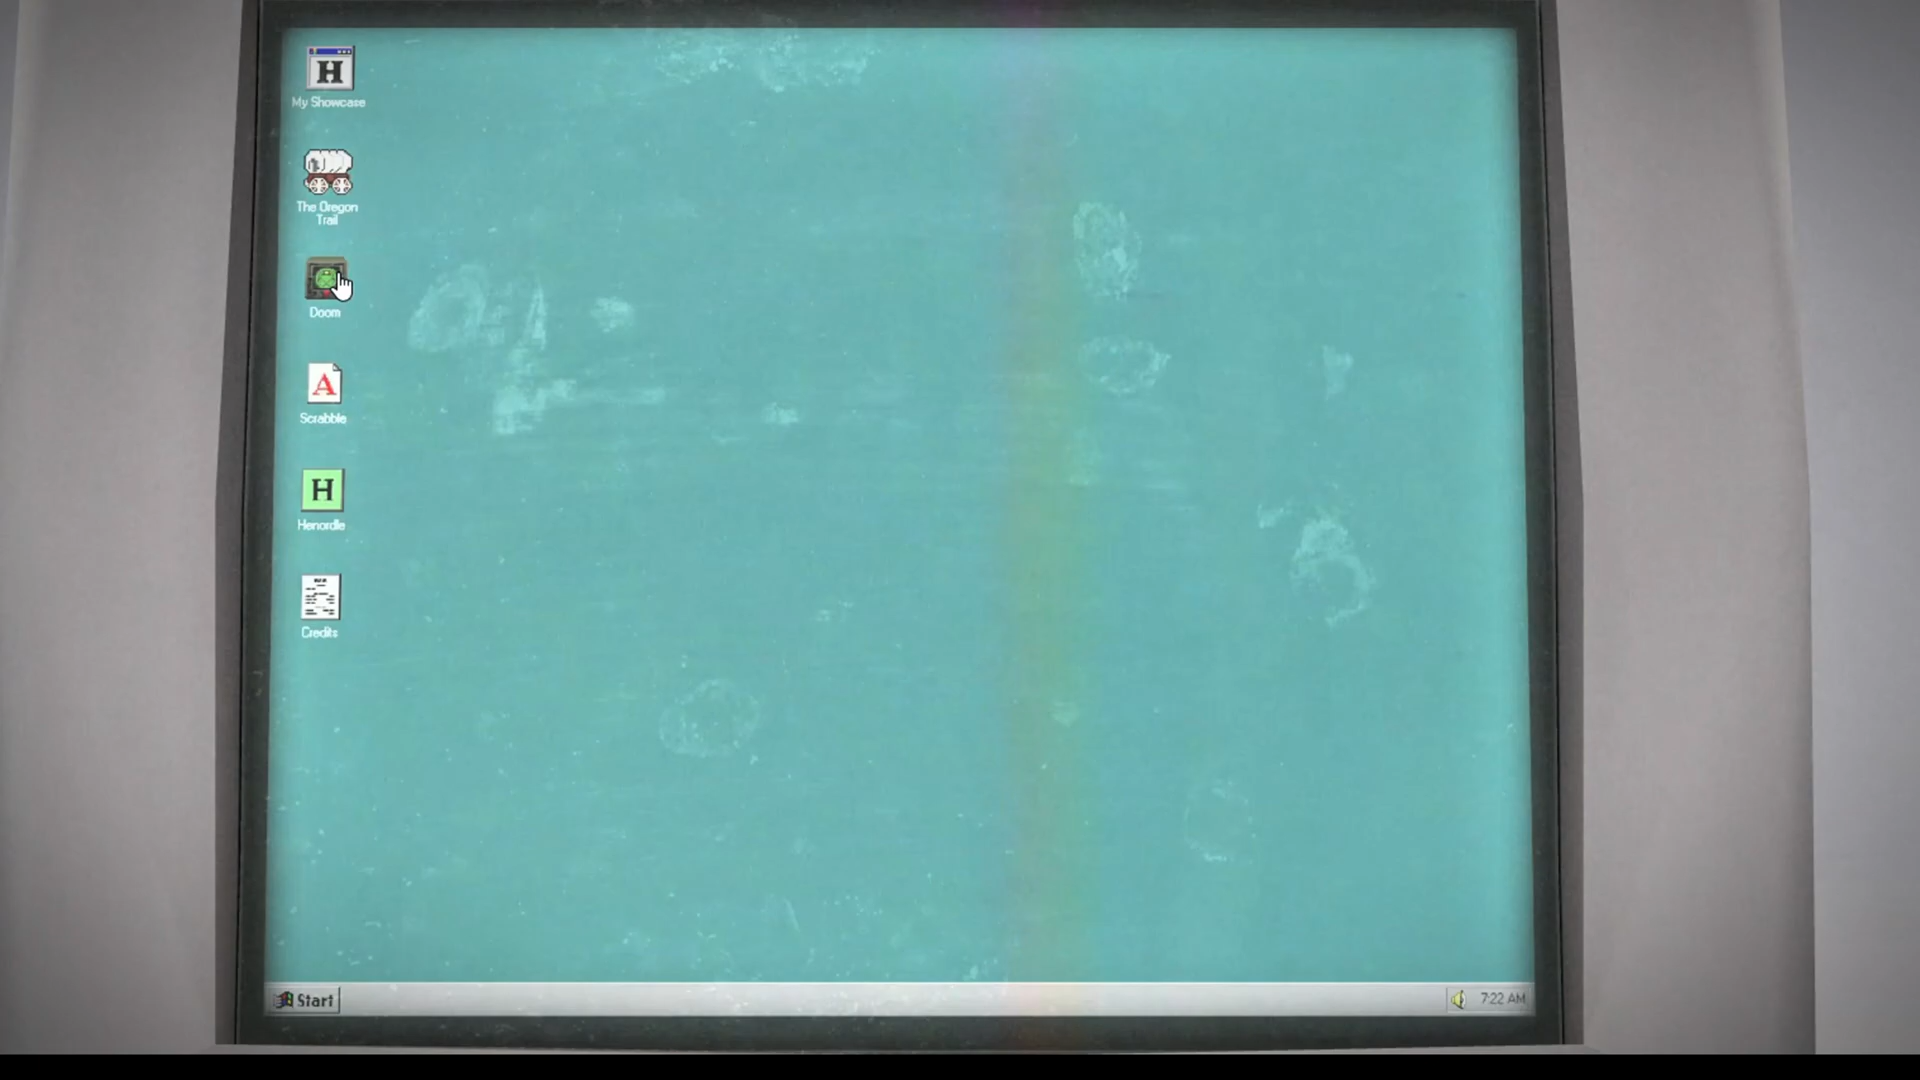 H
My Showcase
The Oregon
Trail
Doom
A
Scrabble
H
Henordle
Credits
Start
7:22 AM